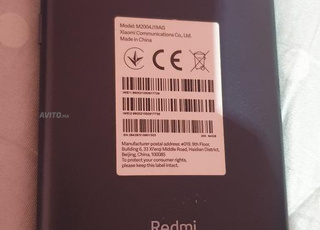 Model: M2004J19AG
Xiaomi Communications Co., Ltd.
Made in China
CE
AVITO.ma
Manufacturer postal address: #019, 9th Floor,
Building 6, 33 Xi'erqi Middle Road, Haidian District,
Beijing, China, 100085
To protect your consumer rights,
please keep this label intact.
Redmi